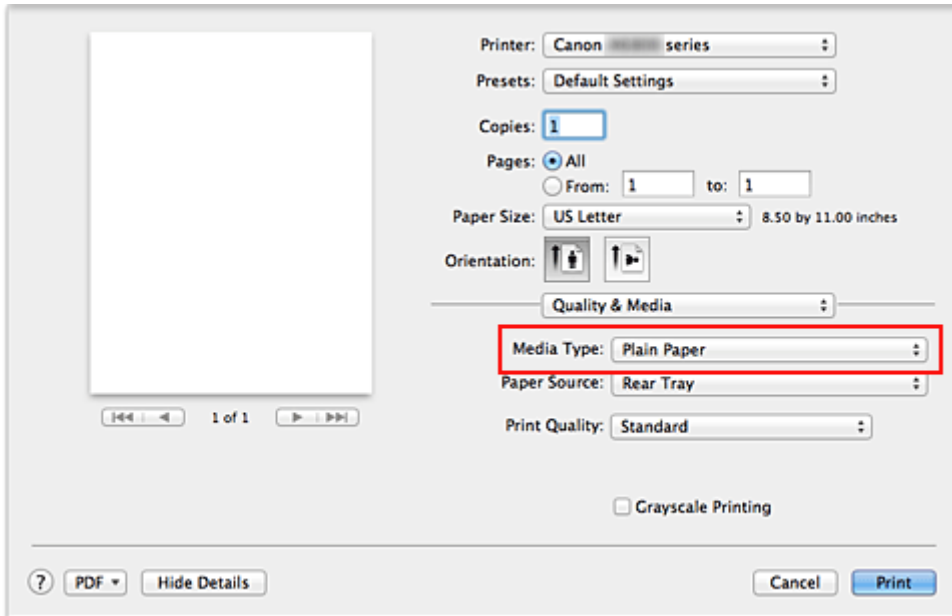 Printer: Canon series
Presets: Default Settings
Copies: 1
Pages: All
From: 1 to: 1
Paper Size: US Letter 8.50 by 11.00 inches
Orientation:
Quality & Media
Media Type: Plain Paper
Paper Source: Rear Tray
1 of 1
Print Quality: Standard
Grayscale Printing
? PDF Hide Details Cancel Print